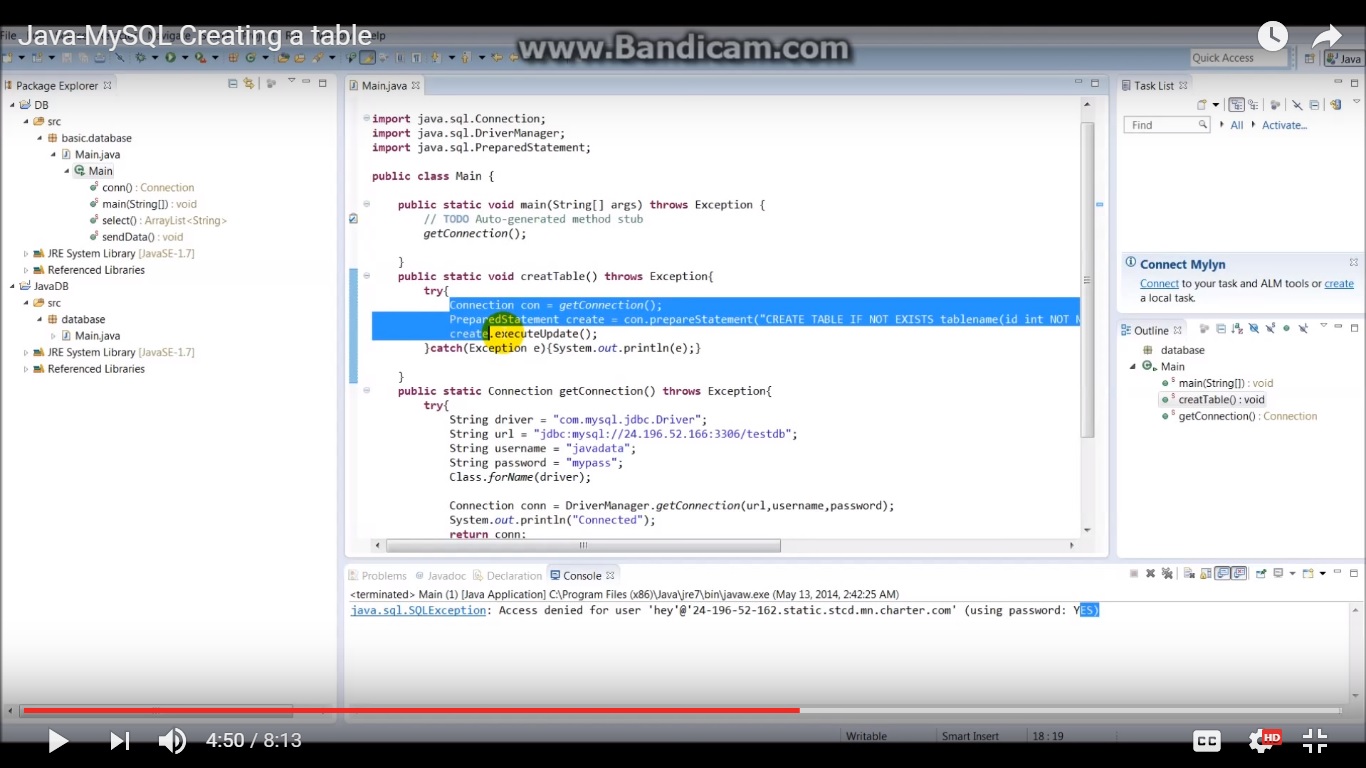 Java-MySQL Creating a table
www.Bandicam.com
Quick Access
Java
Package Explorer
DB
src
basic.database
Main.java
Main
conn() : Connection
main(String[]) : void
select() : ArrayList<String>
sendData() : void
JRE System Library [JavaSE-1.7]
Referenced Libraries
JavaDB
src
database
Main.java
JRE System Library [JavaSE-1.7]
Referenced Libraries
Main.java
import java.sql.Connection;
import java.sql.DriverManager;
import java.sql.PreparedStatement;
public class Main {
public static void main(String[] args) throws Exception {
// TODO Auto-generated method stub
getConnection();
}
public static void creatTable() throws Exception{
try{
Connection con = getConnection();
PreparedStatement create = con.prepareStatement("CREATE TABLE IF NOT EXISTS tablename(id int NOT N
create.executeUpdate();
}catch(Exception e){System.out.println(e);}
}
public static Connection getConnection() throws Exception{
try{
String driver = "com.mysql.jdbc.Driver";
String url = "jdbc:mysql://24.196.52.166:3306/testdb";
String username = "javadata";
String password = "mypass";
Class.forName(driver);
Connection conn = DriverManager.getConnection(url,username,password);
System.out.println("Connected");
return conn;
Task List
Find
All
Activate...
Connect Mylyn
Connect to your task and ALM tools or create
a local task.
Outline
database
Main
main(String[]) : void
creatTable() : void
getConnection() : Connection
Problems @ Javadoc Declaration Console
<terminated> Main (1) [Java Application] C:\Program Files (x86)\Java\jre7\bin\javaw.exe (May 13, 2014, 2:42:25 AM)
java.sql.SQLException: Access denied for user 'hey'@'24-196-52-162.static.stcd.mn.charter.com' (using password: YES)
4:50 / 8:13
Writable
Smart Insert
18 : 19
CC
HD